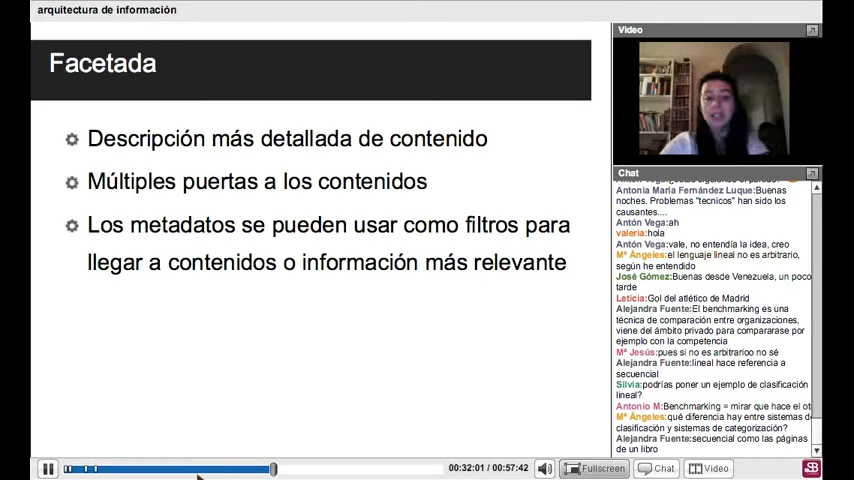 arquitectura de información
Facetada
Descripción más detallada de contenido
Múltiples puertas a los contenidos
Los metadatos se pueden usar como filtros para
llegar a contenidos o información más relevante
Video
Chat
Antonia María Fernández Luque:Buenas
noches. Problemas "tecnicos" han sido los
causantes....
Antón Vega:ah
valeria:hola
Antón Vega:vale, no entendía la idea, creo
Mª Ángeles:el lenguaje lineal no es arbitrario,
según he entendido
José Gómez:Buenas desde Venezuela, un poco
tarde
Leticia:Gol del atlético de Madrid
Alejandra Fuente:El benchmarking es una
técnica de comparación entre organizaciones,
viene del ámbito privado para compararase por
ejemplo con la competencia
Mª Jesús:pues si no es arbitrarioo no sé
Alejandra Fuente:lineal hace referencia a
secuencial
Silvia:podrías poner un ejemplo de clasificación
lineal?
Antonio M:Benchmarking = mirar que hace el ot
Mª Ángeles:qué diferencia hay entre sistemas de
clasificación y sistemas de categorización?
Alejandra Fuente:secuencial como las páginas
de un libro
00:32:01 / 00:57:42
Fullscreen
Chat
Video
SB